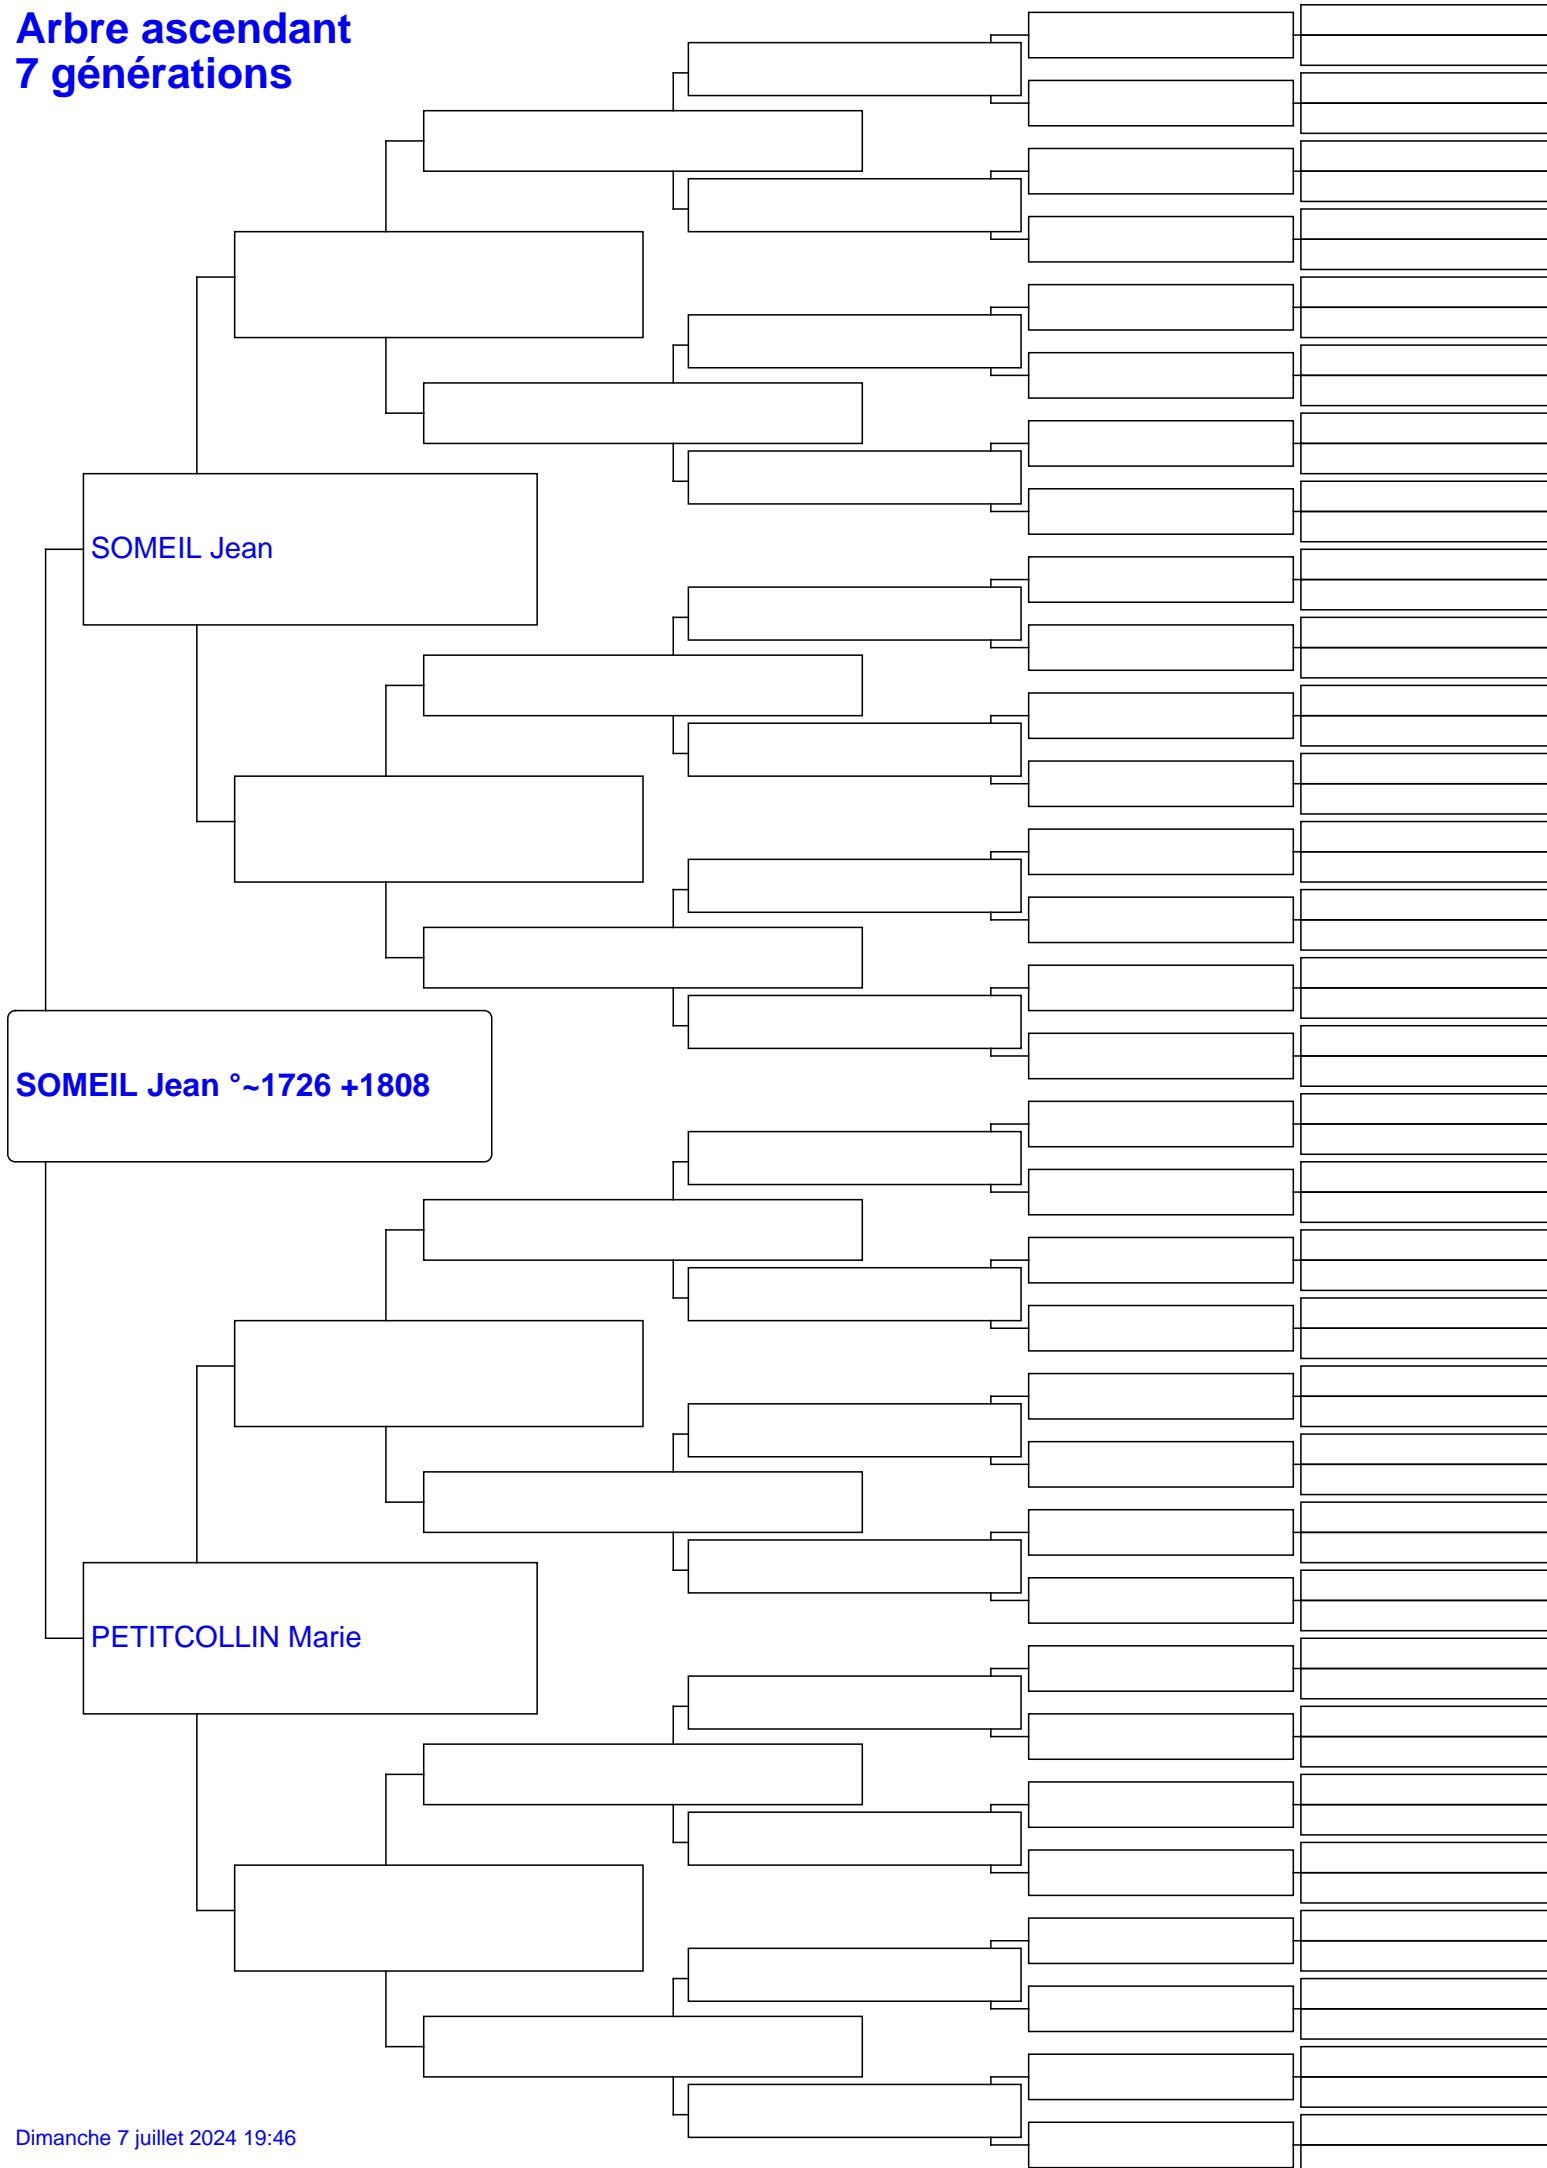 Arbre ascendant
7 générations
SOMEIL Jean
SOMEIL Jean °~1726 +1808
PETITCOLLIN Marie
Dimanche 7 juillet 2024 19:46